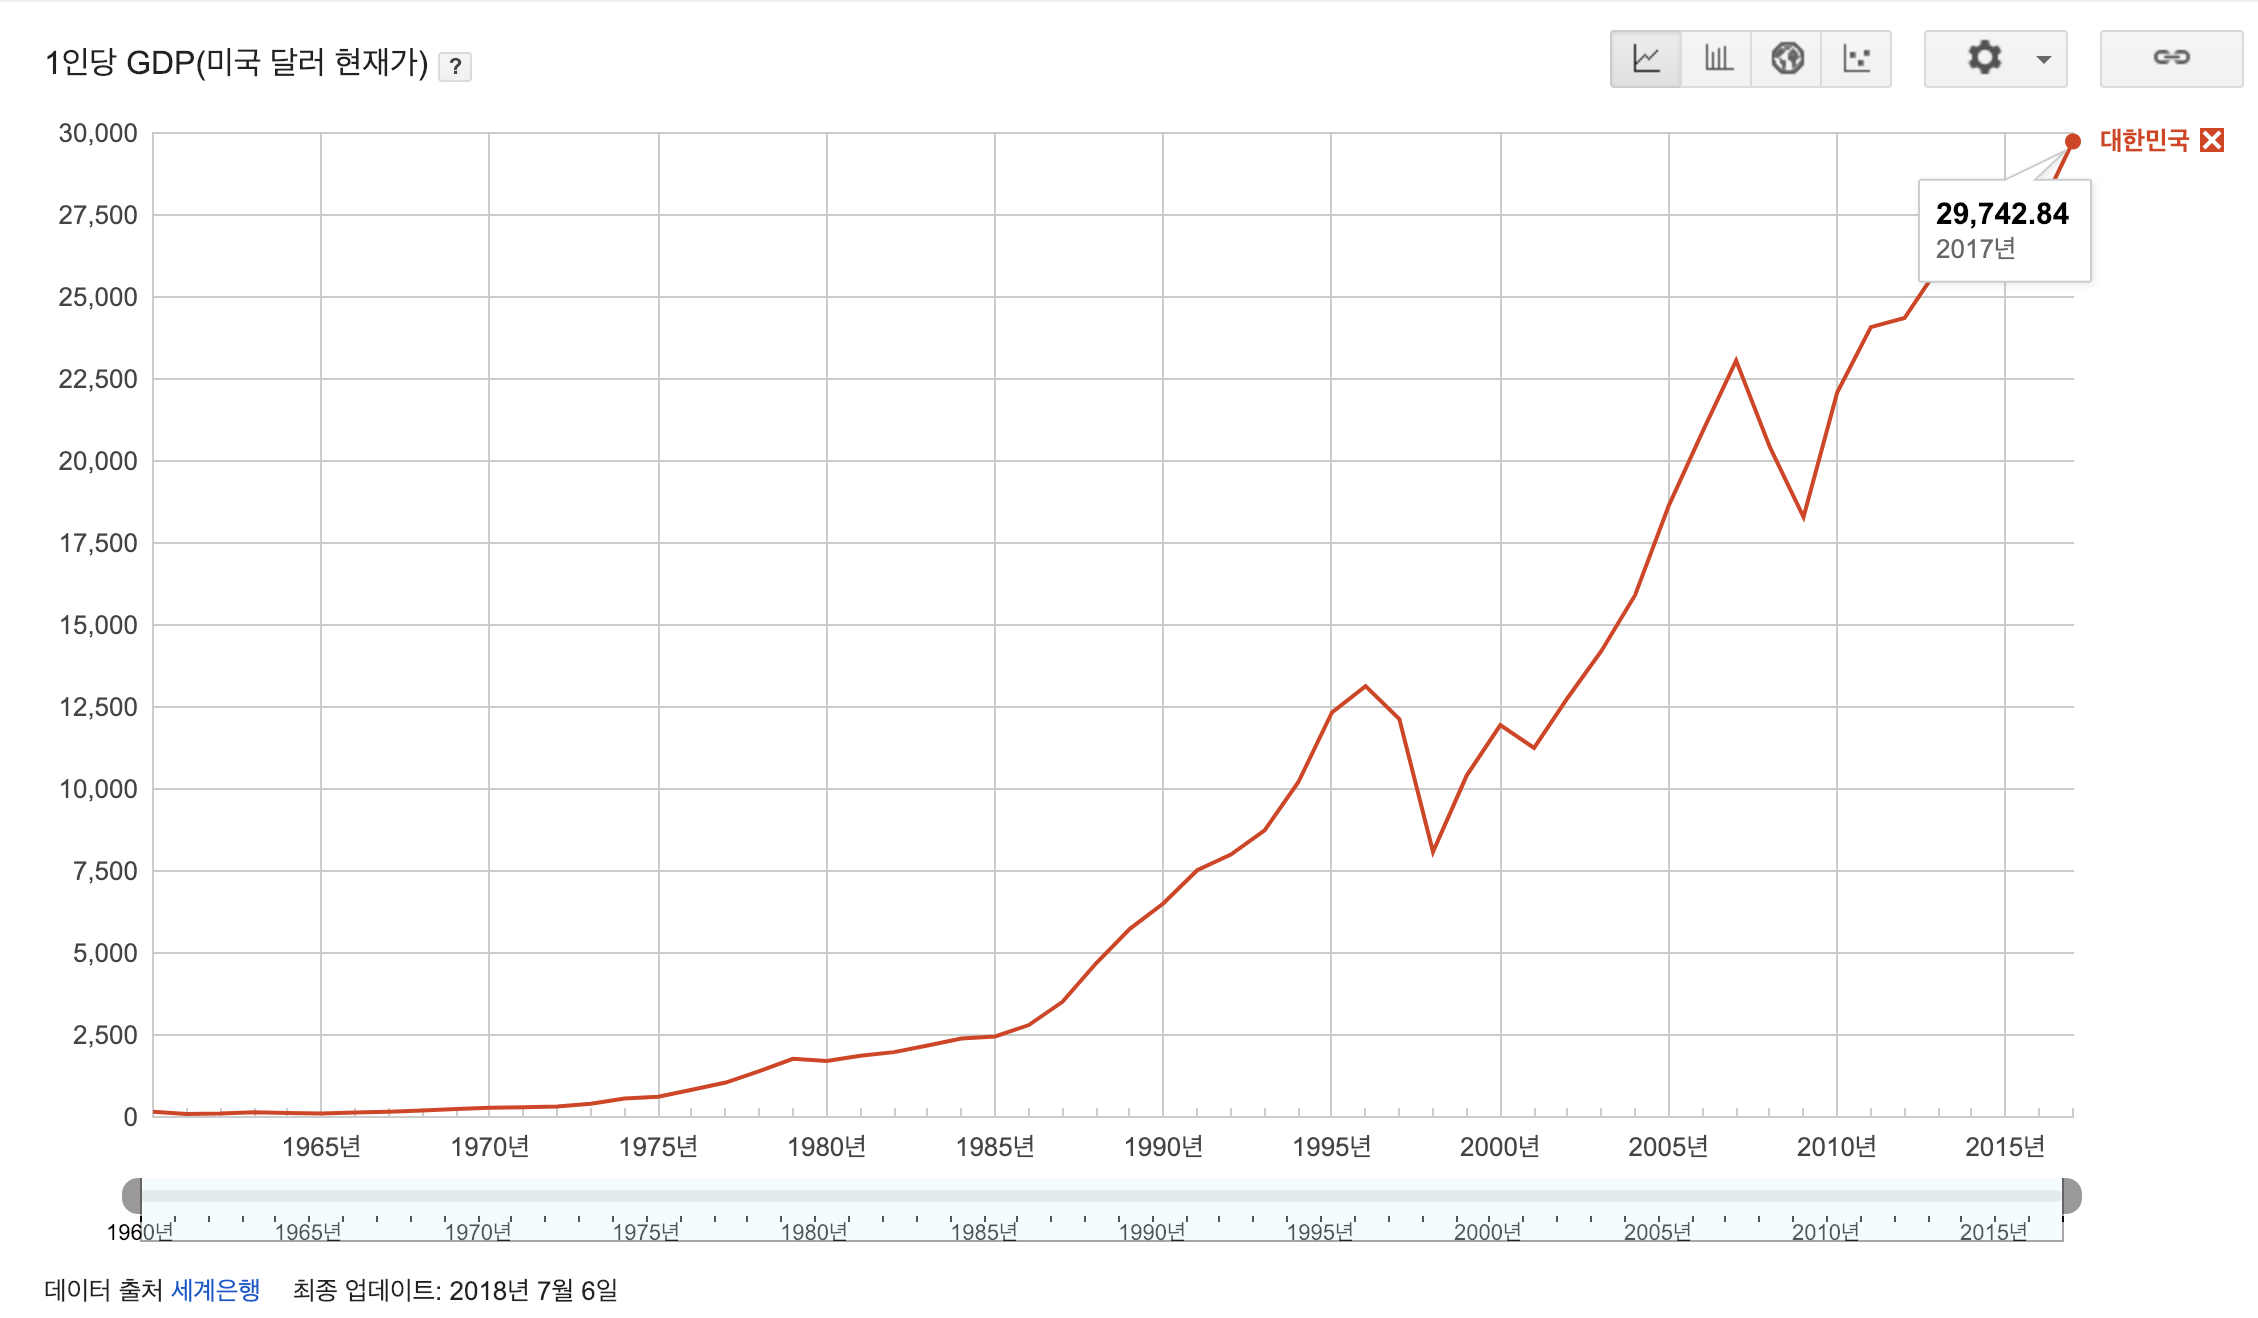 1인당 GDP(미국 달러 현재가) ?
30,000
대한민국
29,742.84
2017년
27,500
25,000
22,500
20,000
17,500
15,000
12,500
10,000
7,500
5,000
2,500
0
1965년 1970년 1975년 1980년 1985년 1990년 1995년 2000년 2005년 2010년 2015년
1960년 1965년 1970년 1975년 1980년 1985년 1990년 1995년 2000년 2005년 2010년 2015년
데이터 출처 세계은행 최종 업데이트: 2018년 7월 6일